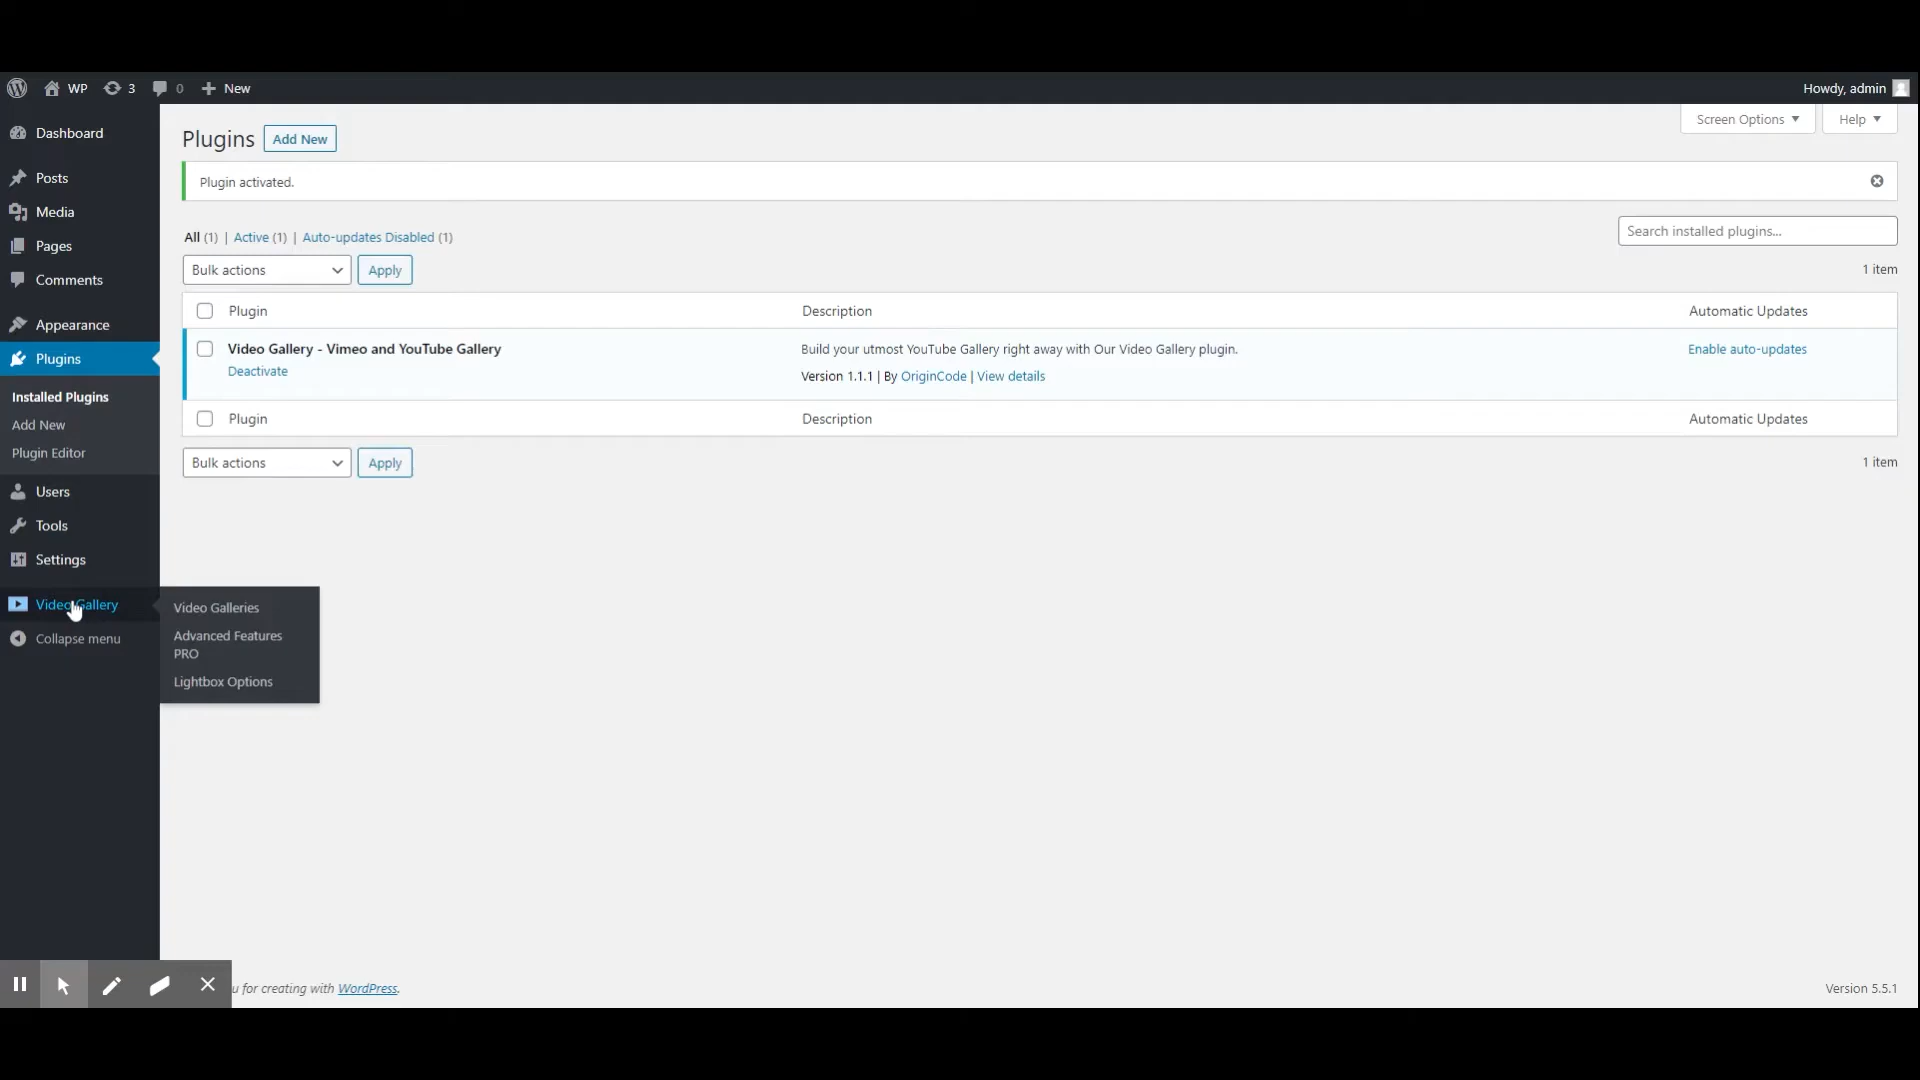 WP 3 0 New
Howdy, admin
Dashboard
Posts
Media
Pages
Comments
Appearance
Plugins
Installed Plugins
Add New
Plugin Editor
Users
Tools
Settings
Video Gallery
Collapse menu
Video Galleries
Advanced Features
PRO
Lightbox Options
Screen Options
Help
Plugins Add New
Plugin activated.
All (1) | Active (1) | Auto-updates Disabled (1)
Search installed plugins...
Bulk actions Apply
1 item
Plugin Description Automatic Updates
Video Gallery - Vimeo and YouTube Gallery
Deactivate
Build your utmost YouTube Gallery right away with Our Video Gallery plugin.
Version 1.1.1 | By OriginCode | View details
Enable auto-updates
Plugin Description Automatic Updates
Bulk actions Apply
1 item
u for creating with WordPress.
Version 5.5.1